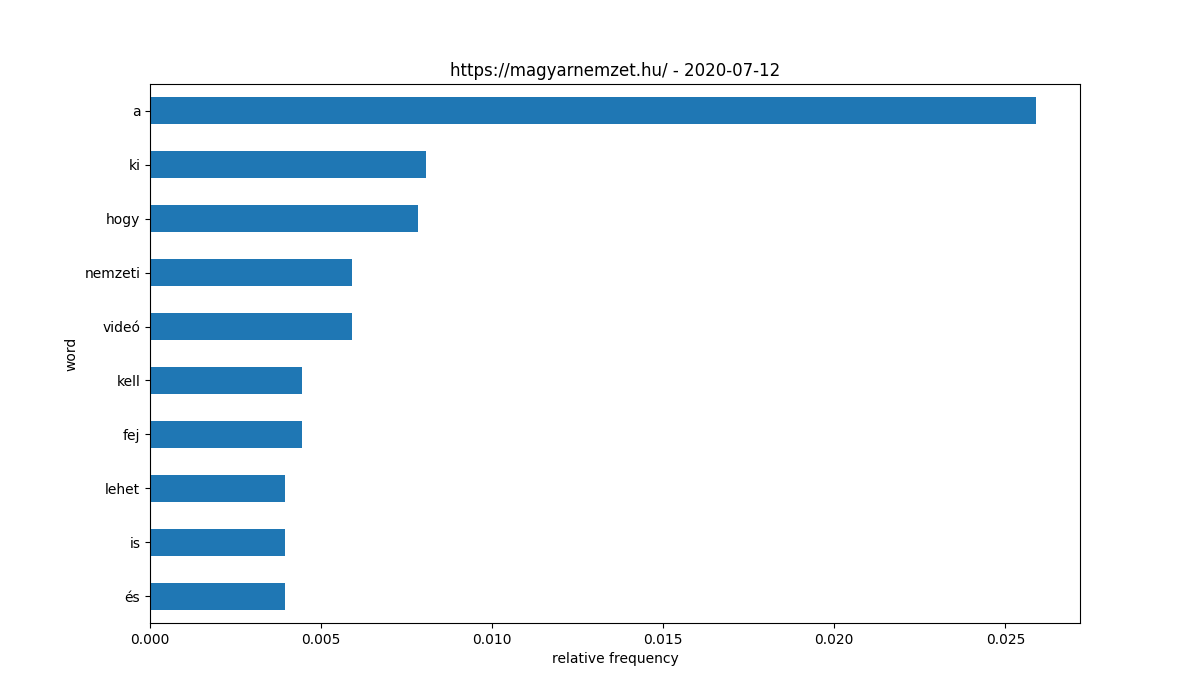 https://magyarnemzet.hu/ - 2020-07-12
a
ki
hogy
nemzeti
videó
kell
fej
lehet
is
és
word
0.000 0.005 0.010 0.015 0.020 0.025
relative frequency